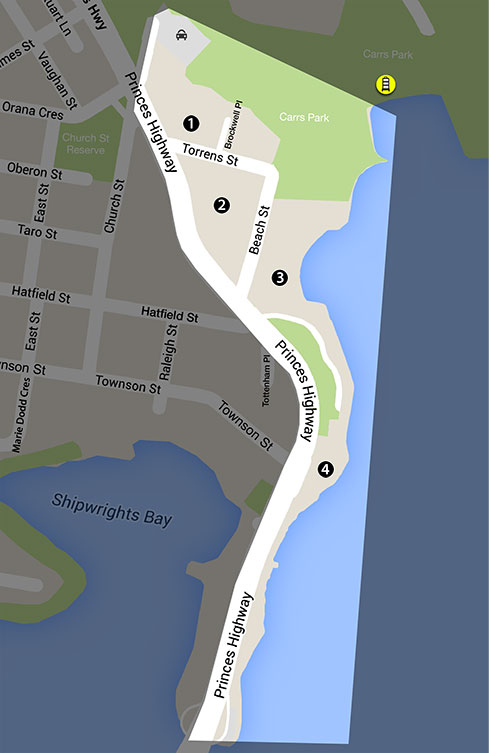 Stuart Ln
Hwy
James St
Vaughan St
Carrs Park
Princes Highway
Orana Cres
1
Brockwell Pl
Carrs Park
Church St
Reserve
Torrens St
Oberon St
East St
Church St
2
Taro St
Beach St
3
Hatfield St
Hatfield St
East St
Raleigh St
Tottenham Pl
Princes Highway
Townson St
Townson St
Townson St
Marie Dodd Cres
4
Shipwrights Bay
Princes Highway